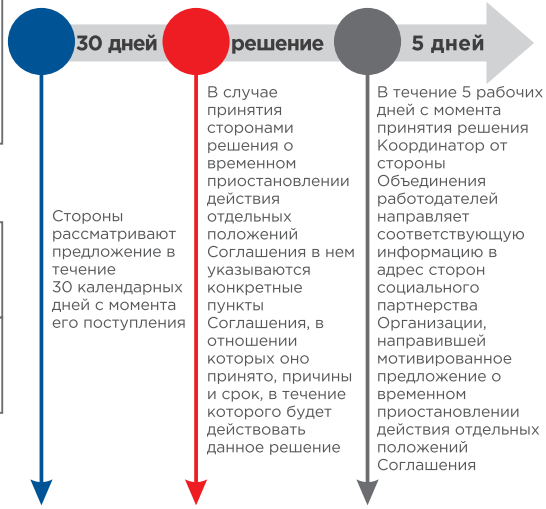 30 дней
решение
5 дней
Стороны
рассматривают
предложение в
течение
30 календарных
дней с момента
его поступления
В случае
принятия
сторонами
решения о
временном
приостановлении
действия
отдельных
положений
Соглашения в нем
указываются
конкретные
пункты
Соглашения, в
отношении
которых оно
принято, причины
и срок, в течение
которого будет
действовать
данное решение
В течение 5 рабочих
дней с момента
принятия решения
Координатор от
стороны
Объединения
работодателей
направляет
соответствующую
информацию в
адрес сторон
социального
партнерства
Организации,
направившей
мотивированное
предложение о
временном
приостановлении
действия отдельных
положений
Соглашения